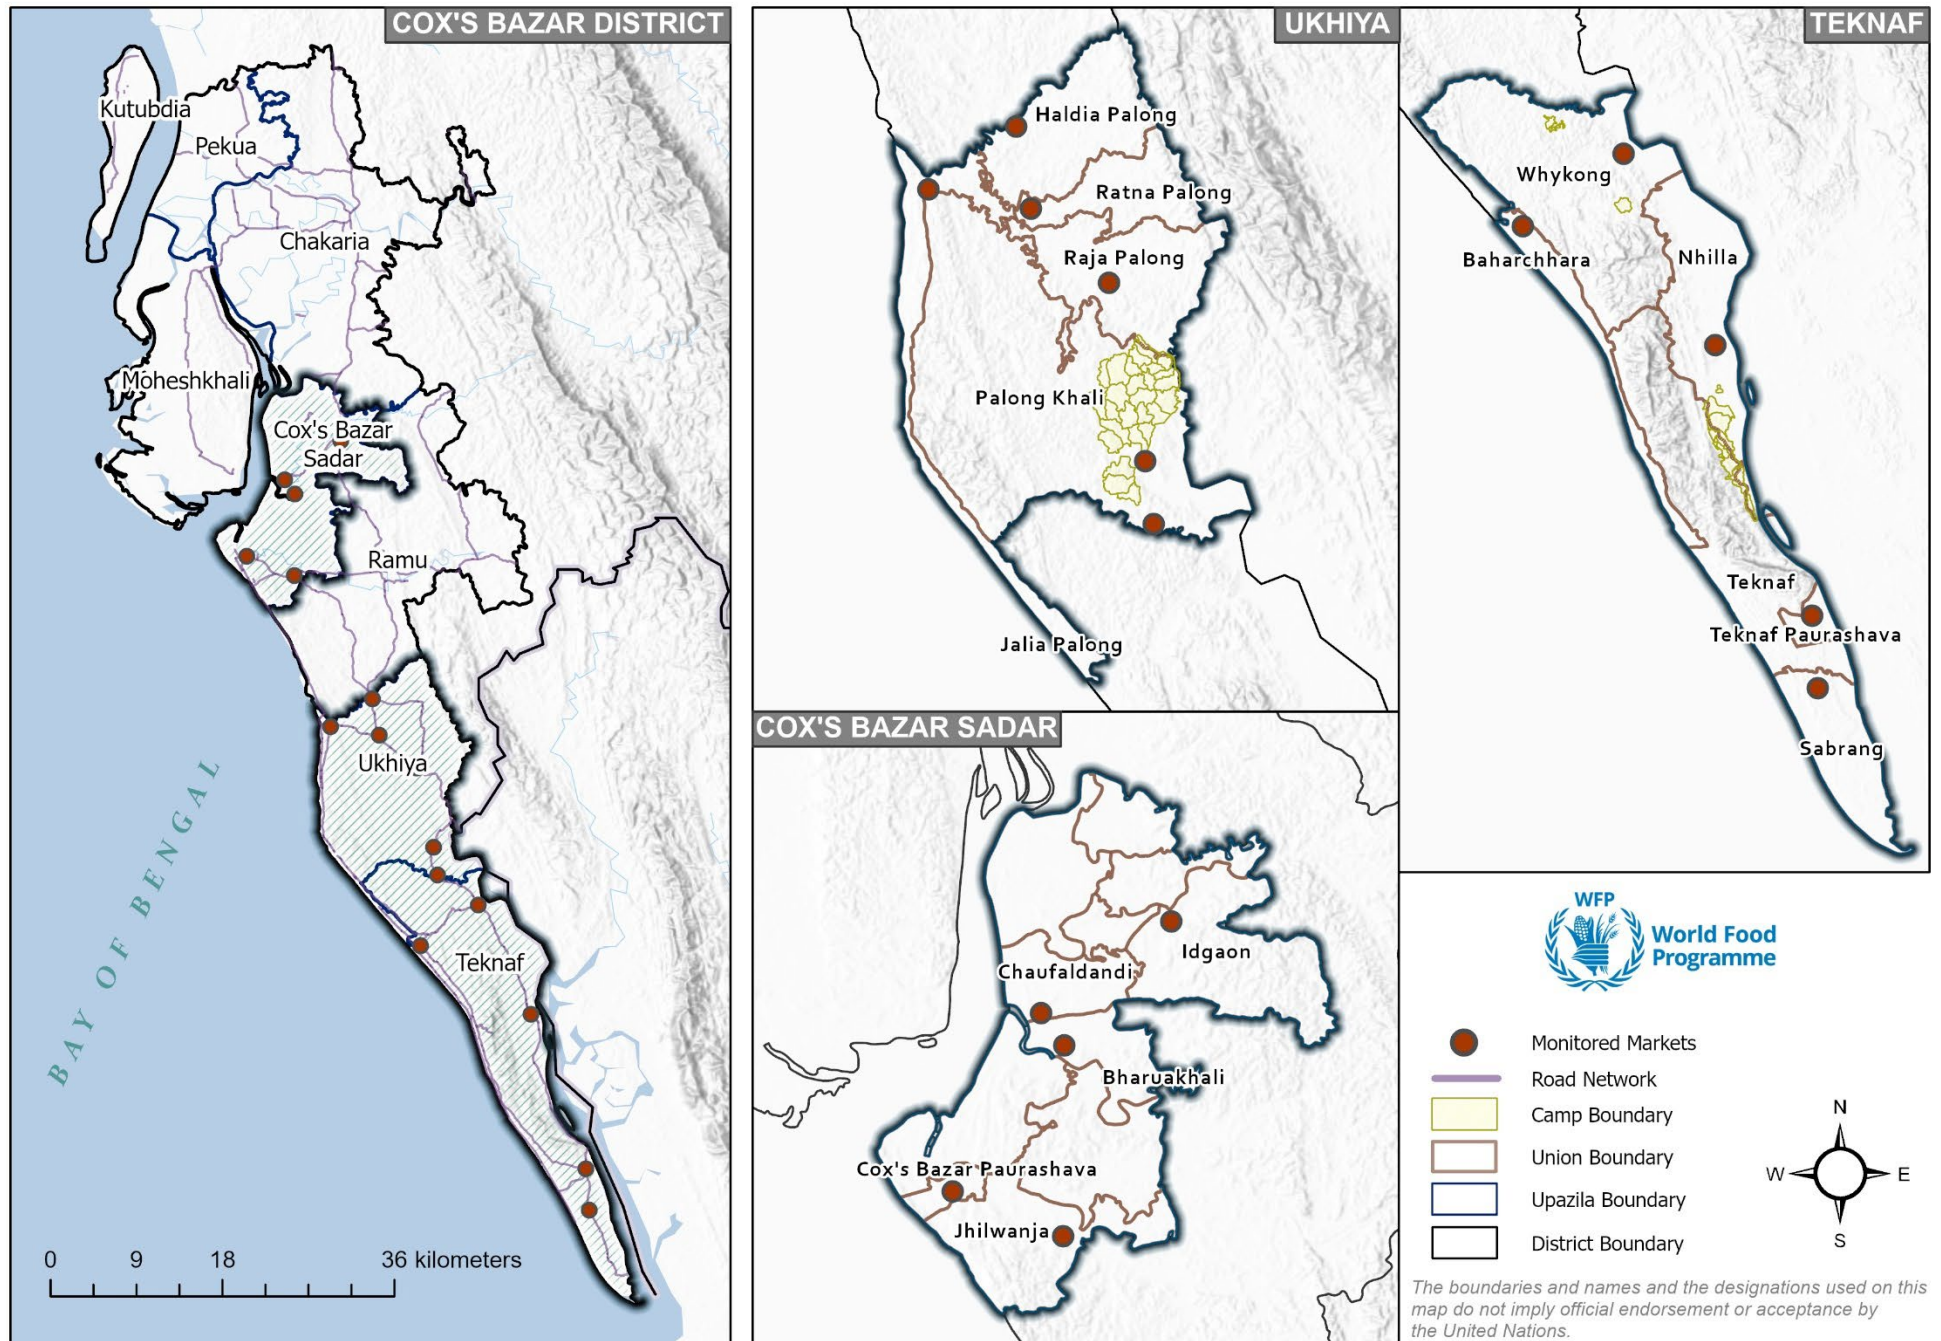 COX'S BAZAR DISTRICT
Kutubdia
Pekua
Chakaria
Moheshkhali
Cox's Bazar
Sadar
Ramu
Ukhiya
Teknaf
BAY OF BENGAL
0 9 18 36 kilometers
UKHIYA
Haldia Palong
Ratna Palong
Raja Palong
Palong Khali
Jalia Palong
COX'S BAZAR SADAR
Idgaon
Chaufaldandi
Bharuakhali
Cox's Bazar Paurashava
Jhilwanja
TEKNAF
Whykong
Baharchhara
Nhilla
Teknaf
Teknaf Paurashava
Sabrang
WFP
World Food
Programme
Monitored Markets
Road Network
Camp Boundary
Union Boundary
Upazila Boundary
District Boundary
N
W E
S
The boundaries and names and the designations used on this
map do not imply official endorsement or acceptance by
the United Nations.